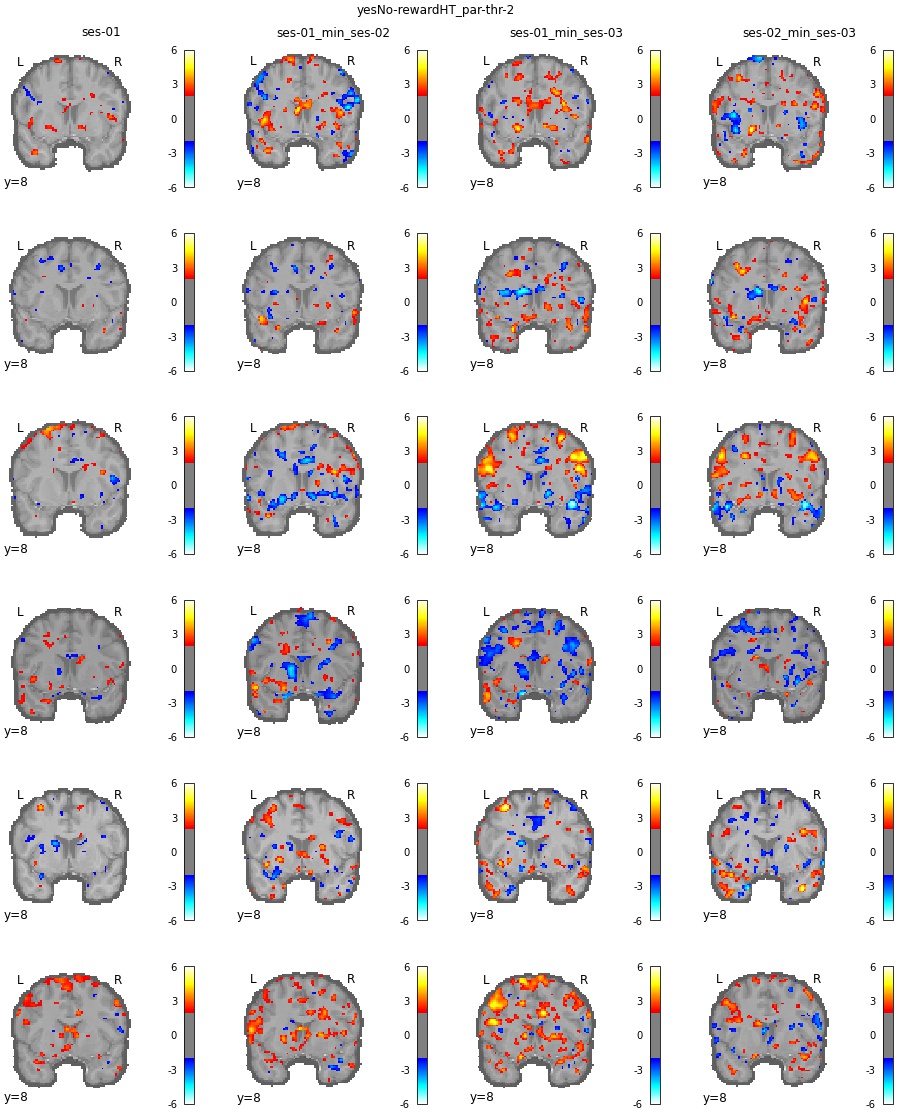 yesNo-rewardHT_par-thr-2
ses-01 ses-01_min_ses-02 ses-01_min_ses-03 ses-02_min_ses-03
L R 6 3 0 -3 -6 y=8 L R 6 3 0 -3 -6 y=8 L R 6 3 0 -3 -6 y=8 L R 6 3 0 -3 -6 y=8
L R 6 3 0 -3 -6 y=8 L R 6 3 0 -3 -6 y=8 L R 6 3 0 -3 -6 y=8 L R 6 3 0 -3 -6 y=8
L R 6 3 0 -3 -6 y=8 L R 6 3 0 -3 -6 y=8 L R 6 3 0 -3 -6 y=8 L R 6 3 0 -3 -6 y=8
L R 6 3 0 -3 -6 y=8 L R 6 3 0 -3 -6 y=8 L R 6 3 0 -3 -6 y=8 L R 6 3 0 -3 -6 y=8
L R 6 3 0 -3 -6 y=8 L R 6 3 0 -3 -6 y=8 L R 6 3 0 -3 -6 y=8 L R 6 3 0 -3 -6 y=8
L R 6 3 0 -3 -6 y=8 L R 6 3 0 -3 -6 y=8 L R 6 3 0 -3 -6 y=8 L R 6 3 0 -3 -6 y=8